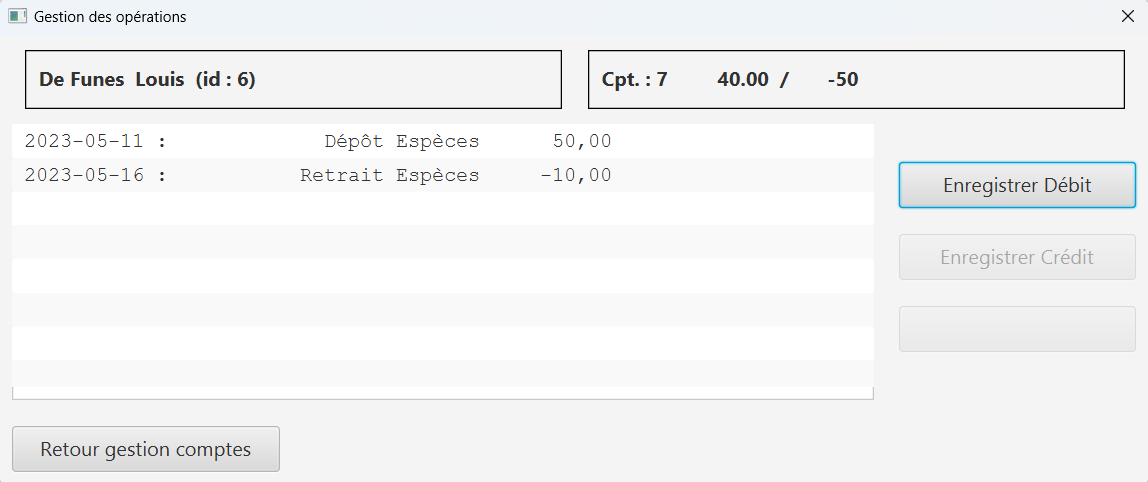 Gestion des opérations
De Funes Louis (id : 6)
Cpt. : 7 40.00 / -50
2023-05-11 : Dépôt Espèces 50,00
2023-05-16 : Retrait Espèces -10,00
Enregistrer Débit
Enregistrer Crédit
Retour gestion comptes